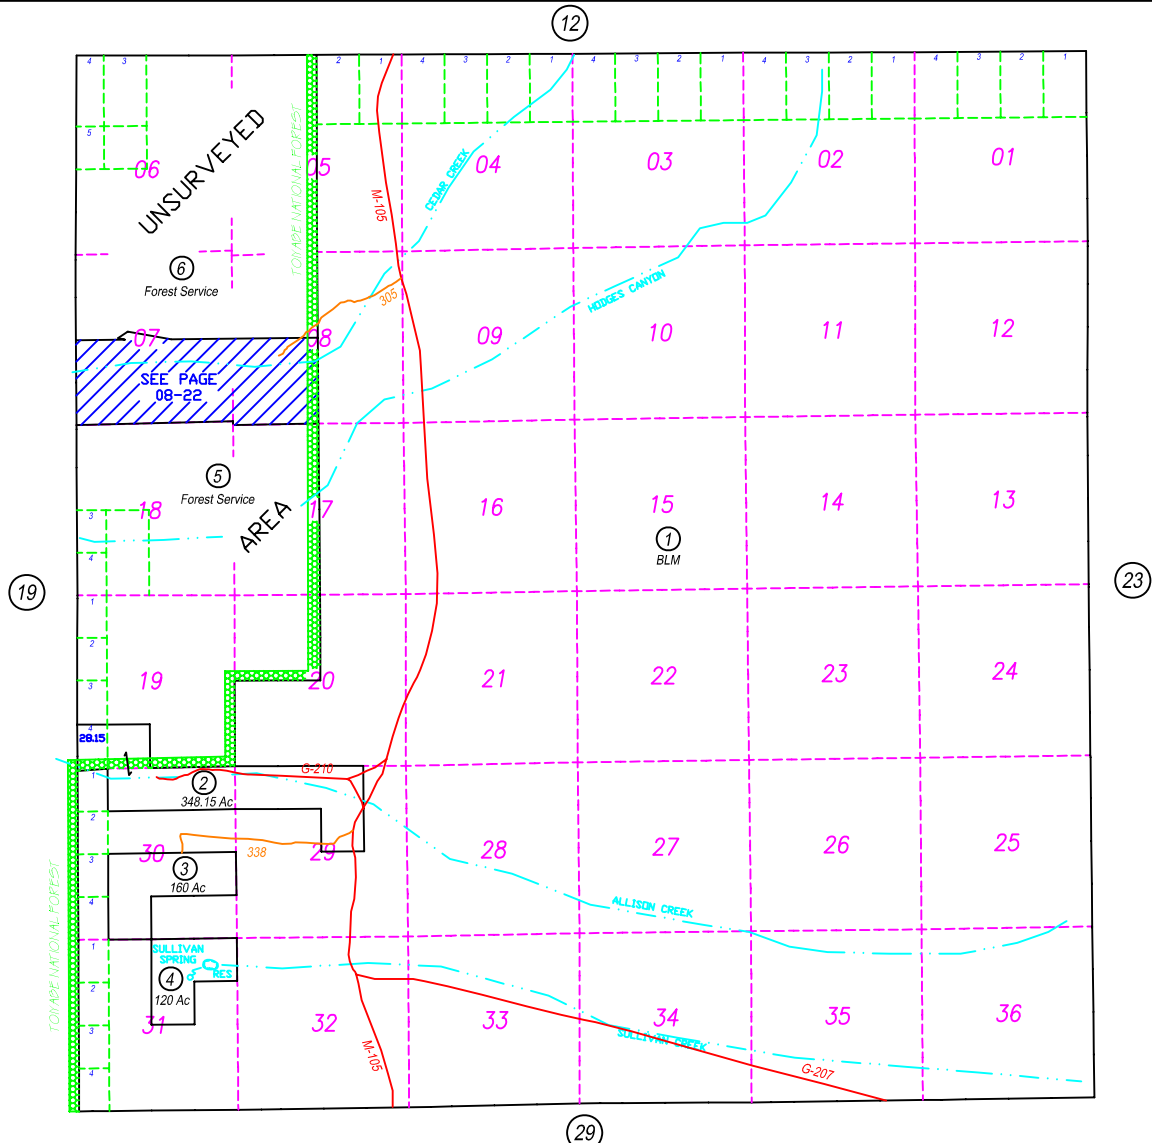 12
4 3 2 1 4 3 2 1 4 3 2 1 4 3 2 1 4 3 2 1
5
UNSURVEYED
TOIYABE NATIONAL FOREST
06 05 04 03 02 01
M-105
CEDAR CREEK
6
Forest Service
305
HODGES CANYON
07 08 09 10 11 12
SEE PAGE
08-22
5
Forest Service
AREA
3
18 17 16 15 14 13
4
1
BLM
19
23
1
2
3
19 20 21 22 23 24
4
28.15
1
G-210
2
348.15 Ac
2
30 29 28 27 26 25
338
3
3
160 Ac
4
ALLISON CREEK
TOIYABE NATIONAL FOREST
1
SULLIVAN
SPRING
RES
4
120 Ac
2
31 32 33 34 35 36
3
SULLIVAN CREEK
M-105
G-207
4
29